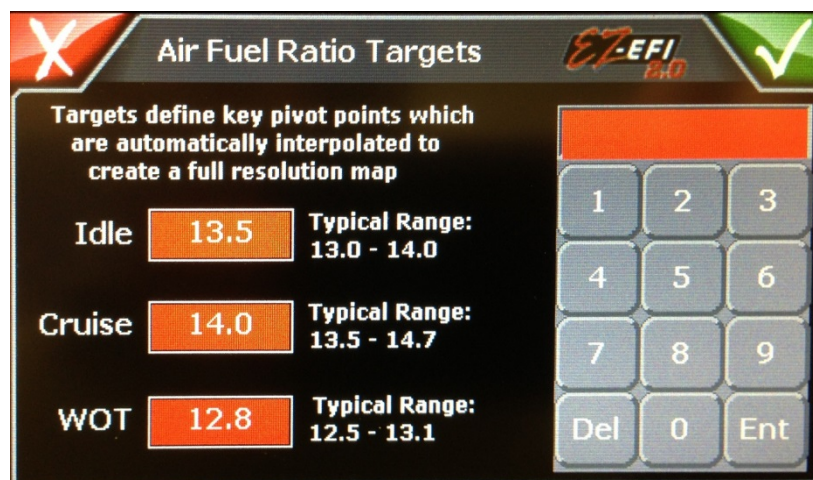 Air Fuel Ratio Targets
EZ-EFI
2.0
Targets define key pivot points which
are automatically interpolated to
create a full resolution map
Idle 13.5 Typical Range:
13.0 - 14.0
Cruise 14.0 Typical Range:
13.5 - 14.7
WOT 12.8 Typical Range:
12.5 - 13.1
1 2 3
4 5 6
7 8 9
Del 0 Ent